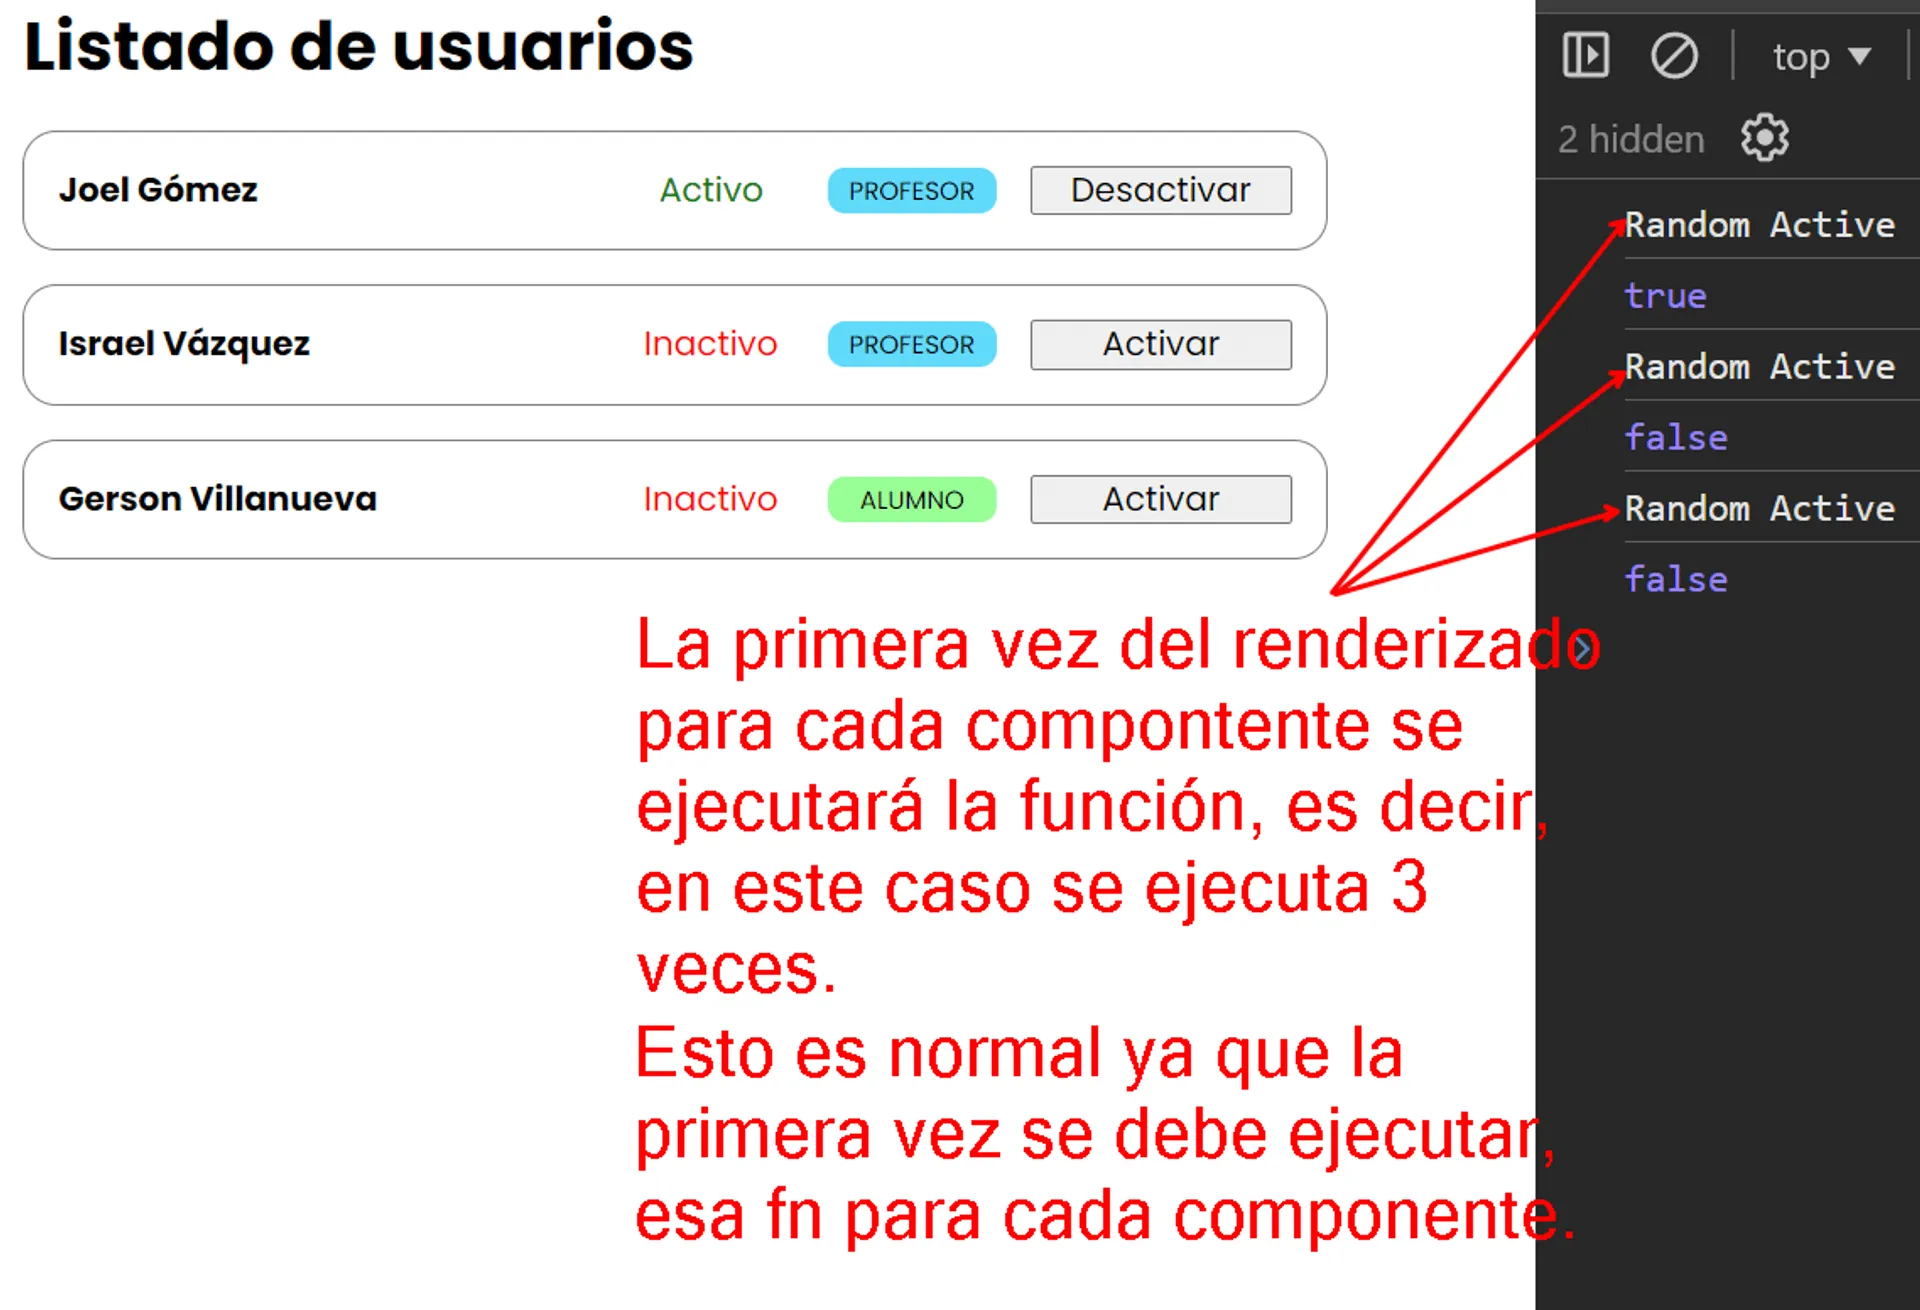 Listado de usuarios
Joel Gómez Activo PROFESOR Desactivar
Israel Vázquez Inactivo PROFESOR Activar
Gerson Villanueva Inactivo ALUMNO Activar
La primera vez del renderizado
para cada compontente se
ejecutará la función, es decir,
en este caso se ejecuta 3
veces.
Esto es normal ya que la
primera vez se debe ejecutar,
esa fn para cada componente.
top
2 hidden
Random Active
true
Random Active
false
Random Active
false